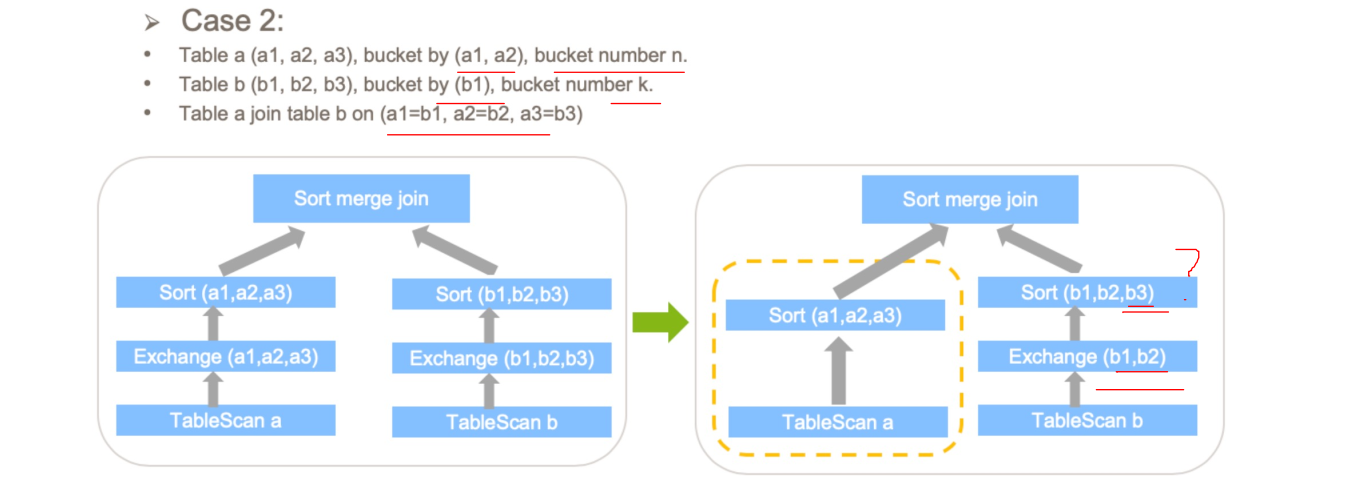 ➢ Case 2:
• Table a (a1, a2, a3), bucket by (a1, a2), bucket number n.
• Table b (b1, b2, b3), bucket by (b1), bucket number k.
• Table a join table b on (a1=b1, a2=b2, a3=b3)
Sort merge join
Sort (a1,a2,a3)
Sort (b1,b2,b3)
Exchange (a1,a2,a3)
Exchange (b1,b2,b3)
TableScan a
TableScan b
Sort merge join
?
Sort (b1,b2,b3)
Sort (a1,a2,a3)
Exchange (b1,b2)
TableScan a
TableScan b